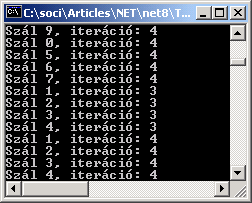 C:\soci\Articles\NET\net8\T...
Szál 9, iteráció: 4
Szál 0, iteráció: 4
Szál 5, iteráció: 4
Szál 6, iteráció: 4
Szál 7, iteráció: 4
Szál 1, iteráció: 3
Szál 2, iteráció: 3
Szál 3, iteráció: 3
Szál 4, iteráció: 3
Szál 1, iteráció: 4
Szál 2, iteráció: 4
Szál 3, iteráció: 4
Szál 4, iteráció: 4